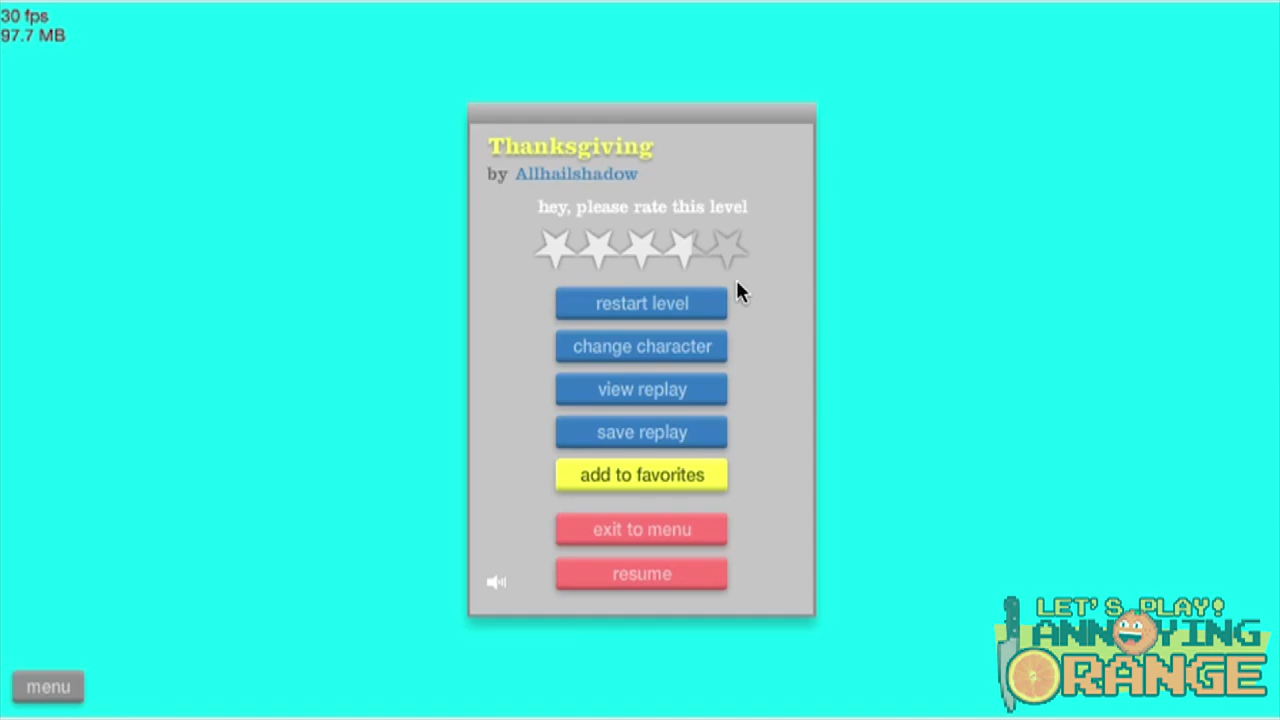 30 fps
97.7 MB
Thanksgiving
by Allhailshadow
hey, please rate this level
restart level
change character
view replay
save replay
add to favorites
exit to menu
resume
menu
LET'S PLAY!
ANNOYING
ORANGE